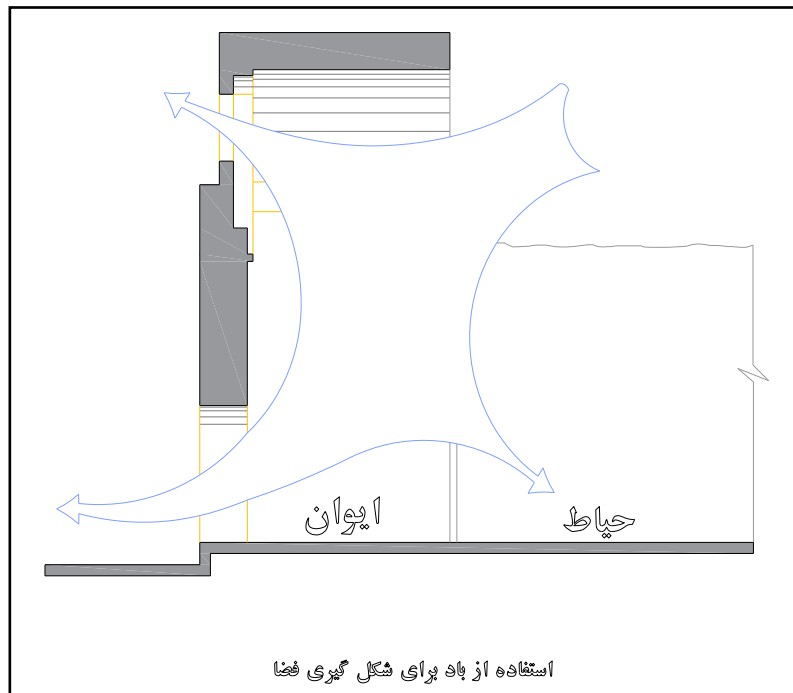 ایوان
حیاط
استفاده از باد برای شکل گیری فضا